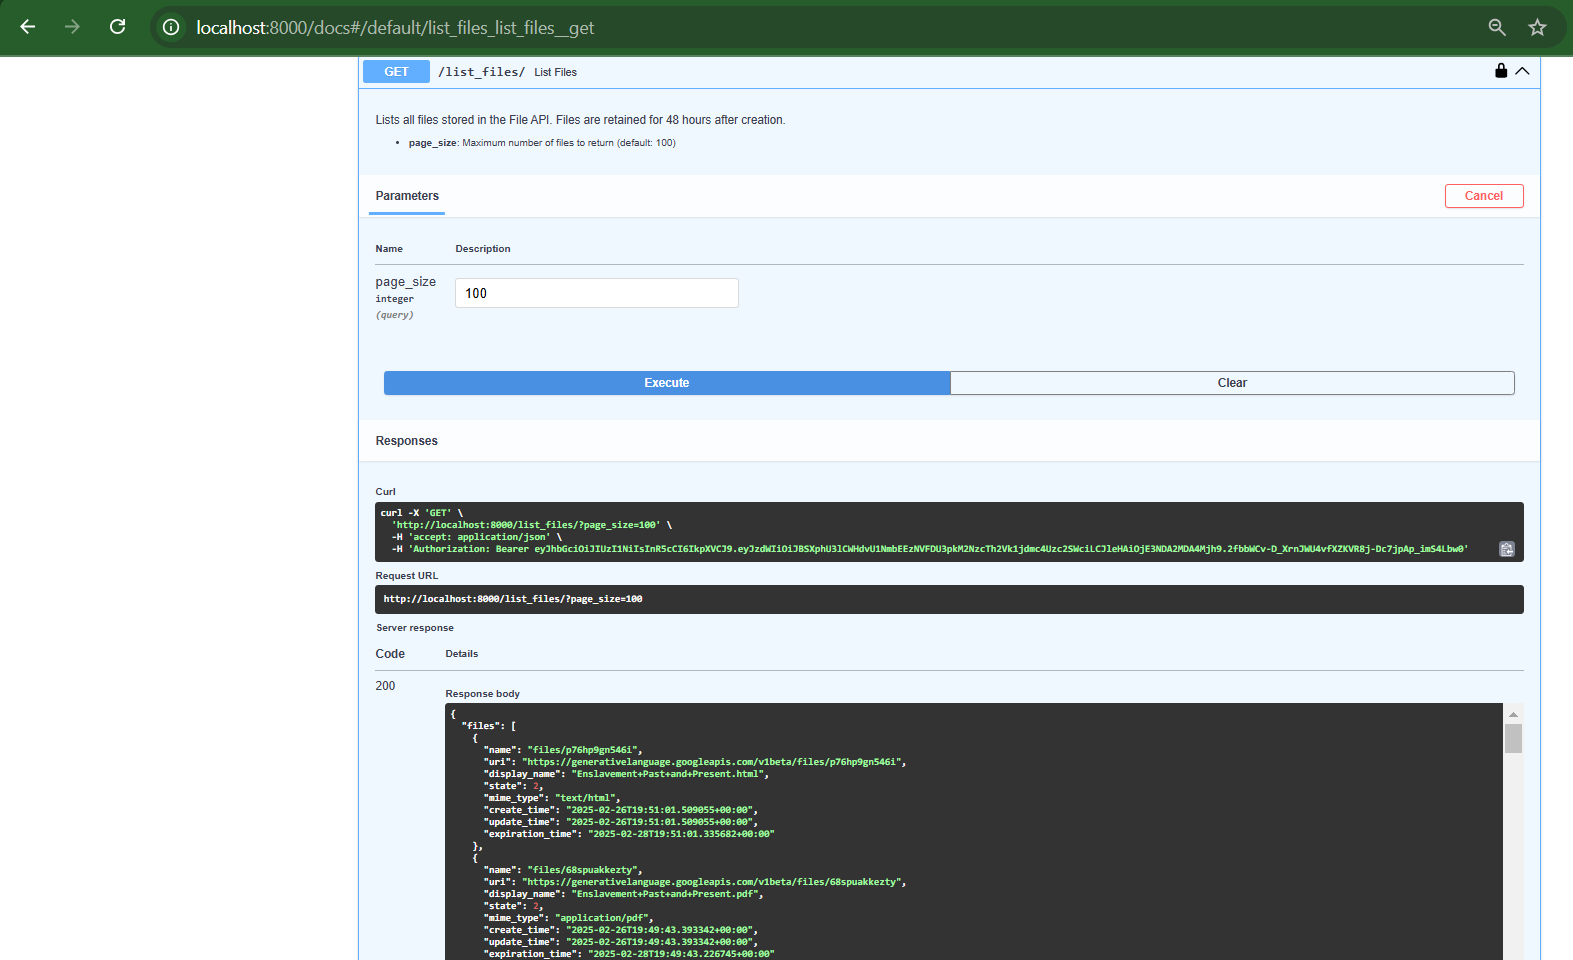 localhost:8000/docs#/default/list_files_list_files__get
GET /list_files/ List Files
Lists all files stored in the File API. Files are retained for 48 hours after creation.
• page_size: Maximum number of files to return (default: 100)
Parameters
Cancel
Name Description
page_size
integer
(query)
100
Execute Clear
Responses
Curl
curl -X 'GET' \
'http://localhost:8000/list_files/?page_size=100' \
-H 'accept: application/json' \
-H 'Authorization: Bearer
Request URL
http://localhost:8000/list_files/?page_size=100
Server response
Code Details
200
Response body
{
"files": [
{
"name": "files/p76hp9gn546i",
"uri": "https://generativelanguage.googleapis.com/v1beta/files/p76hp9gn546i",
"display_name": "Enslavement+Past+and+Present.html",
"state": 2,
"mime_type": "text/html",
"create_time": "2025-02-26T19:51:01.509055+00:00",
"update_time": "2025-02-26T19:51:01.509055+00:00",
"expiration_time": "2025-02-28T19:51:01.335682+00:00"
},
{
"name": "files/68spuakkezty",
"uri": "https://generativelanguage.googleapis.com/v1beta/files/68spuakkezty",
"display_name": "Enslavement+Past+and+Present.pdf",
"state": 2,
"mime_type": "application/pdf",
"create_time": "2025-02-26T19:49:43.393342+00:00",
"update_time": "2025-02-26T19:49:43.393342+00:00",
"expiration_time": "2025-02-28T19:49:43.226745+00:00"